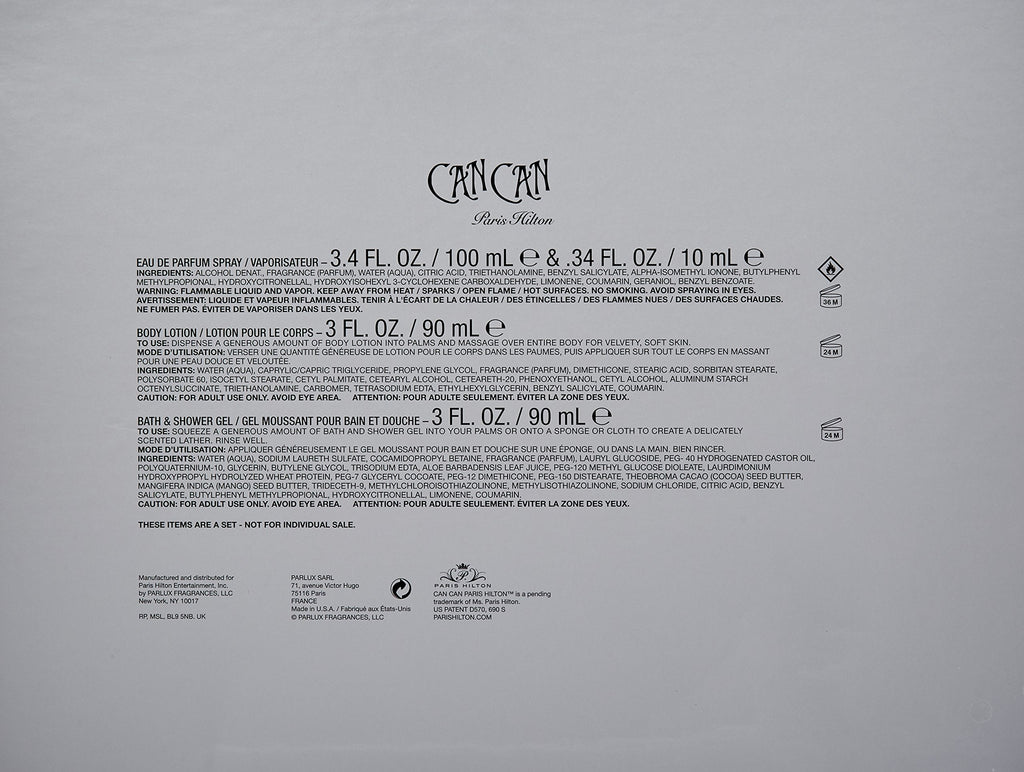 CAN CAN
Paris Hilton
EAU DE PARFUM SPRAY / VAPORISATEUR – 3.4 FL. OZ. / 100 mL ℮ & .34 FL. OZ. / 10 mL ℮
INGREDIENTS: ALCOHOL DENAT., FRAGRANCE (PARFUM), WATER (AQUA), CITRIC ACID, TRIETHANOLAMINE, BENZYL SALICYLATE, ALPHA-ISOMETHYL IONONE, BUTYLPHENYL
METHYLPROPIONAL, HYDROXYCITRONELLAL, HYDROXYISOHEXYL 3-CYCLOHEXENE CARBOXALDEHYDE, LIMONENE, COUMARIN, GERANIOL, BENZYL BENZOATE.
WARNING: FLAMMABLE LIQUID AND VAPOR. KEEP AWAY FROM HEAT / SPARKS / OPEN FLAME / HOT SURFACES. NO SMOKING. AVOID SPRAYING IN EYES.
AVERTISSEMENT: LIQUIDE ET VAPEUR INFLAMMABLES. TENIR À L'ÉCART DE LA CHALEUR / DES ÉTINCELLES / DES FLAMMES NUES / DES SURFACES CHAUDES.
NE FUMER PAS. ÉVITER DE VAPORISER DANS LES YEUX.
36 M
BODY LOTION / LOTION POUR LE CORPS – 3 FL. OZ. / 90 mL ℮
TO USE: DISPENSE A GENEROUS AMOUNT OF BODY LOTION INTO PALMS AND MASSAGE OVER ENTIRE BODY FOR VELVETY, SOFT SKIN.
MODE D'UTILISATION: VERSER UNE QUANTITÉ GÉNÉREUSE DE LOTION POUR LE CORPS DANS LES PAUMES, PUIS APPLIQUER SUR TOUT LE CORPS EN MASSANT
POUR UNE PEAU DOUCE ET VELOUTÉE.
INGREDIENTS: WATER (AQUA), CAPRYLIC/CAPRIC TRIGLYCERIDE, PROPYLENE GLYCOL, FRAGRANCE (PARFUM), DIMETHICONE, STEARIC ACID, SORBITAN STEARATE,
POLYSORBATE 60, ISOCETYL STEARATE, CETYL PALMITATE, CETEARYL ALCOHOL, CETEARETH-20, PHENOXYETHANOL, CETYL ALCOHOL, ALUMINUM STARCH
OCTENYLSUCCINATE, TRIETHANOLAMINE, CARBOMER, TETRASODIUM EDTA, ETHYLHEXYLGLYCERIN, BENZYL SALICYLATE, COUMARIN.
CAUTION: FOR ADULT USE ONLY. AVOID EYE AREA. ATTENTION: POUR ADULTE SEULEMENT. ÉVITER LA ZONE DES YEUX.
24 M
BATH & SHOWER GEL / GEL MOUSSANT POUR BAIN ET DOUCHE – 3 FL. OZ. / 90 mL ℮
TO USE: SQUEEZE A GENEROUS AMOUNT OF BATH AND SHOWER GEL INTO YOUR PALMS OR ONTO A SPONGE OR CLOTH TO CREATE A DELICATELY
SCENTED LATHER. RINSE WELL.
MODE D'UTILISATION: APPLIQUER GÉNÉREUSEMENT LE GEL MOUSSANT POUR BAIN ET DOUCHE SUR UNE ÉPONGE, OU DANS LA MAIN. BIEN RINCER.
INGREDIENTS: WATER (AQUA), SODIUM LAURETH SULFATE, COCAMIDOPROPYL BETAINE, FRAGRANCE (PARFUM), LAURYL GLUCOSIDE, PEG- 40 HYDROGENATED CASTOR OIL,
POLYQUATERNIUM-10, GLYCERIN, BUTYLENE GLYCOL, TRISODIUM EDTA, ALOE BARBADENSIS LEAF JUICE, PEG-120 METHYL GLUCOSE DIOLEATE, LAURDIMONIUM
HYDROXYPROPYL HYDROLYZED WHEAT PROTEIN, PEG-7 GLYCERYL COCOATE, PEG-12 DIMETHICONE, PEG-150 DISTEARATE, THEOBROMA CACAO (COCOA) SEED BUTTER,
MANGIFERA INDICA (MANGO) SEED BUTTER, TRIDECETH-9, METHYLCHLOROISOTHIAZOLINONE, METHYLISOTHIAZOLINONE, SODIUM CHLORIDE, CITRIC ACID, BENZYL
SALICYLATE, BUTYLPHENYL METHYLPROPIONAL, HYDROXYCITRONELLAL, LIMONENE, COUMARIN.
CAUTION: FOR ADULT USE ONLY. AVOID EYE AREA. ATTENTION: POUR ADULTE SEULEMENT. ÉVITER LA ZONE DES YEUX.
24 M
THESE ITEMS ARE A SET - NOT FOR INDIVIDUAL SALE.
Manufactured and distributed for
Paris Hilton Entertainment, Inc.
by PARLUX FRAGRANCES, LLC
New York, NY 10017
RP, MSL, BL9 5NB. UK
PARLUX SARL
71, avenue Victor Hugo
75116 Paris
FRANCE
Made in U.S.A. / Fabriqué aux États-Unis
© PARLUX FRAGRANCES, LLC
P
PARIS HILTON
CAN CAN PARIS HILTON™ is a pending
trademark of Ms. Paris Hilton.
US PATENT D570, 690 S
PARISHILTON.COM